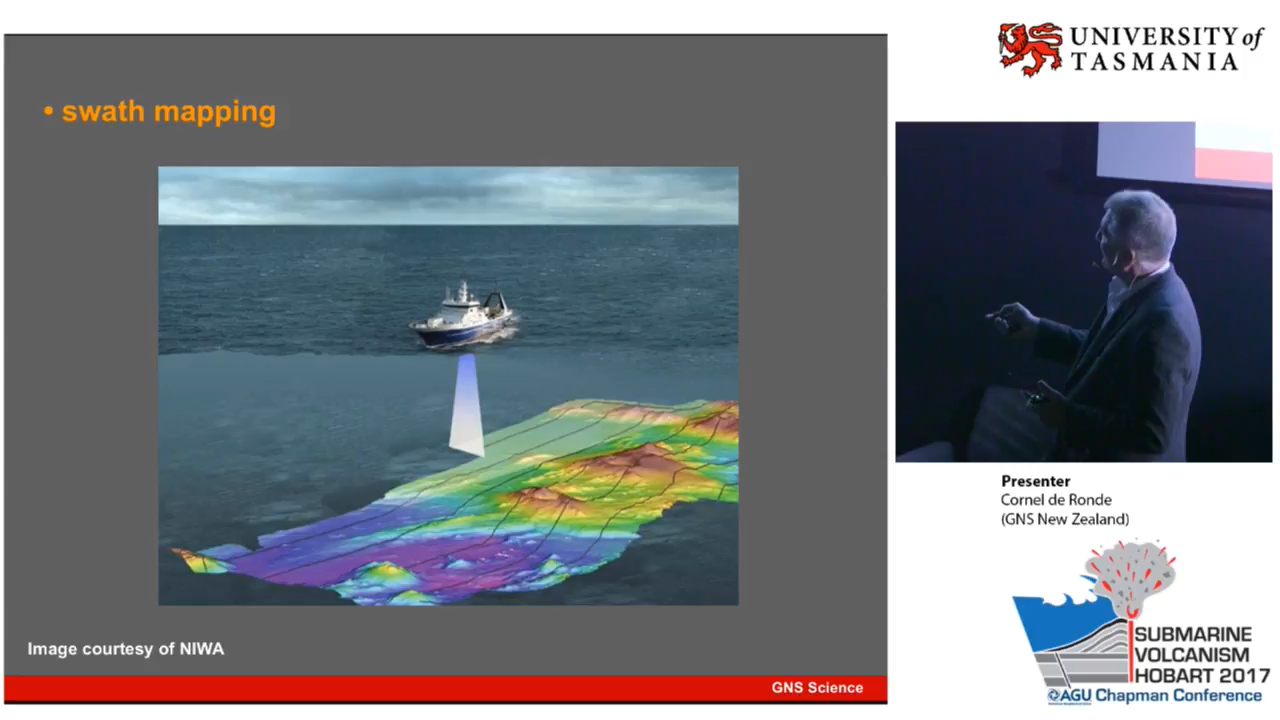 • swath mapping
Image courtesy of NIWA
GNS Science
UNIVERSITY of
TASMANIA
Presenter
Cornel de Ronde
(GNS New Zealand)
SUBMARINE
VOLCANISM
HOBART 2017
AGU Chapman Conference